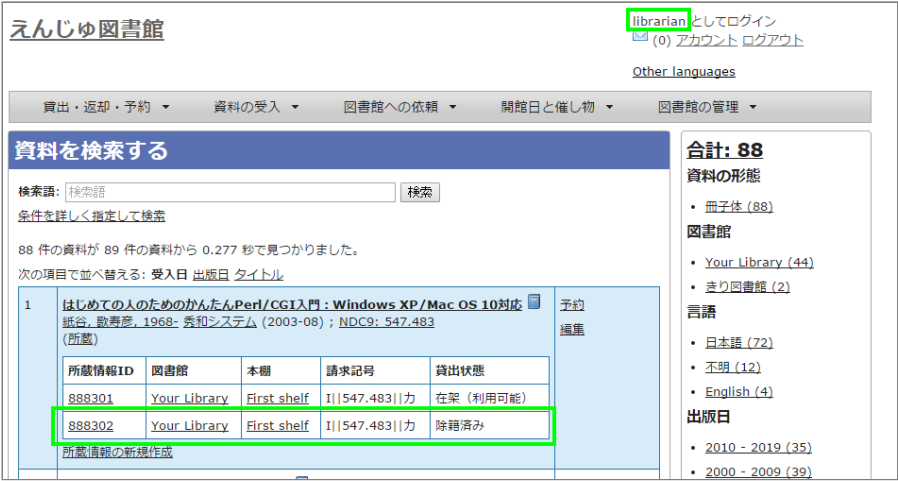 えんじゅ図書館
librarian としてログイン
(0) アカウント ログアウト
Other languages
貸出・返却・予約 ▼ 資料の受入 ▼ 図書館への依頼 ▼ 開館日と催し物 ▼ 図書館の管理 ▼
資料を検索する
検索語: 検索語 検索
条件を詳しく指定して検索
88 件の資料が 89 件の資料から 0.277 秒で見つかりました。
次の項目で並べ替える: 受入日 出版日 タイトル
1 はじめての人のためのかんたんPerl/CGI入門 : Windows XP/Mac OS 10対応 予約
紙谷, 歌寿彦, 1968- 秀和システム (2003-08) ; NDC9: 547.483 編集
(所蔵)
所蔵情報ID 図書館 本棚 請求記号 貸出状態
888301 Your Library First shelf I||547.483||カ 在架（利用可能）
888302 Your Library First shelf I||547.483||カ 除籍済み
所蔵情報の新規作成
合計: 88
資料の形態
• 冊子体 (88)
図書館
• Your Library (44)
• きり図書館 (2)
言語
• 日本語 (72)
• 不明 (12)
• English (4)
出版日
• 2010 - 2019 (35)
• 2000 - 2009 (39)